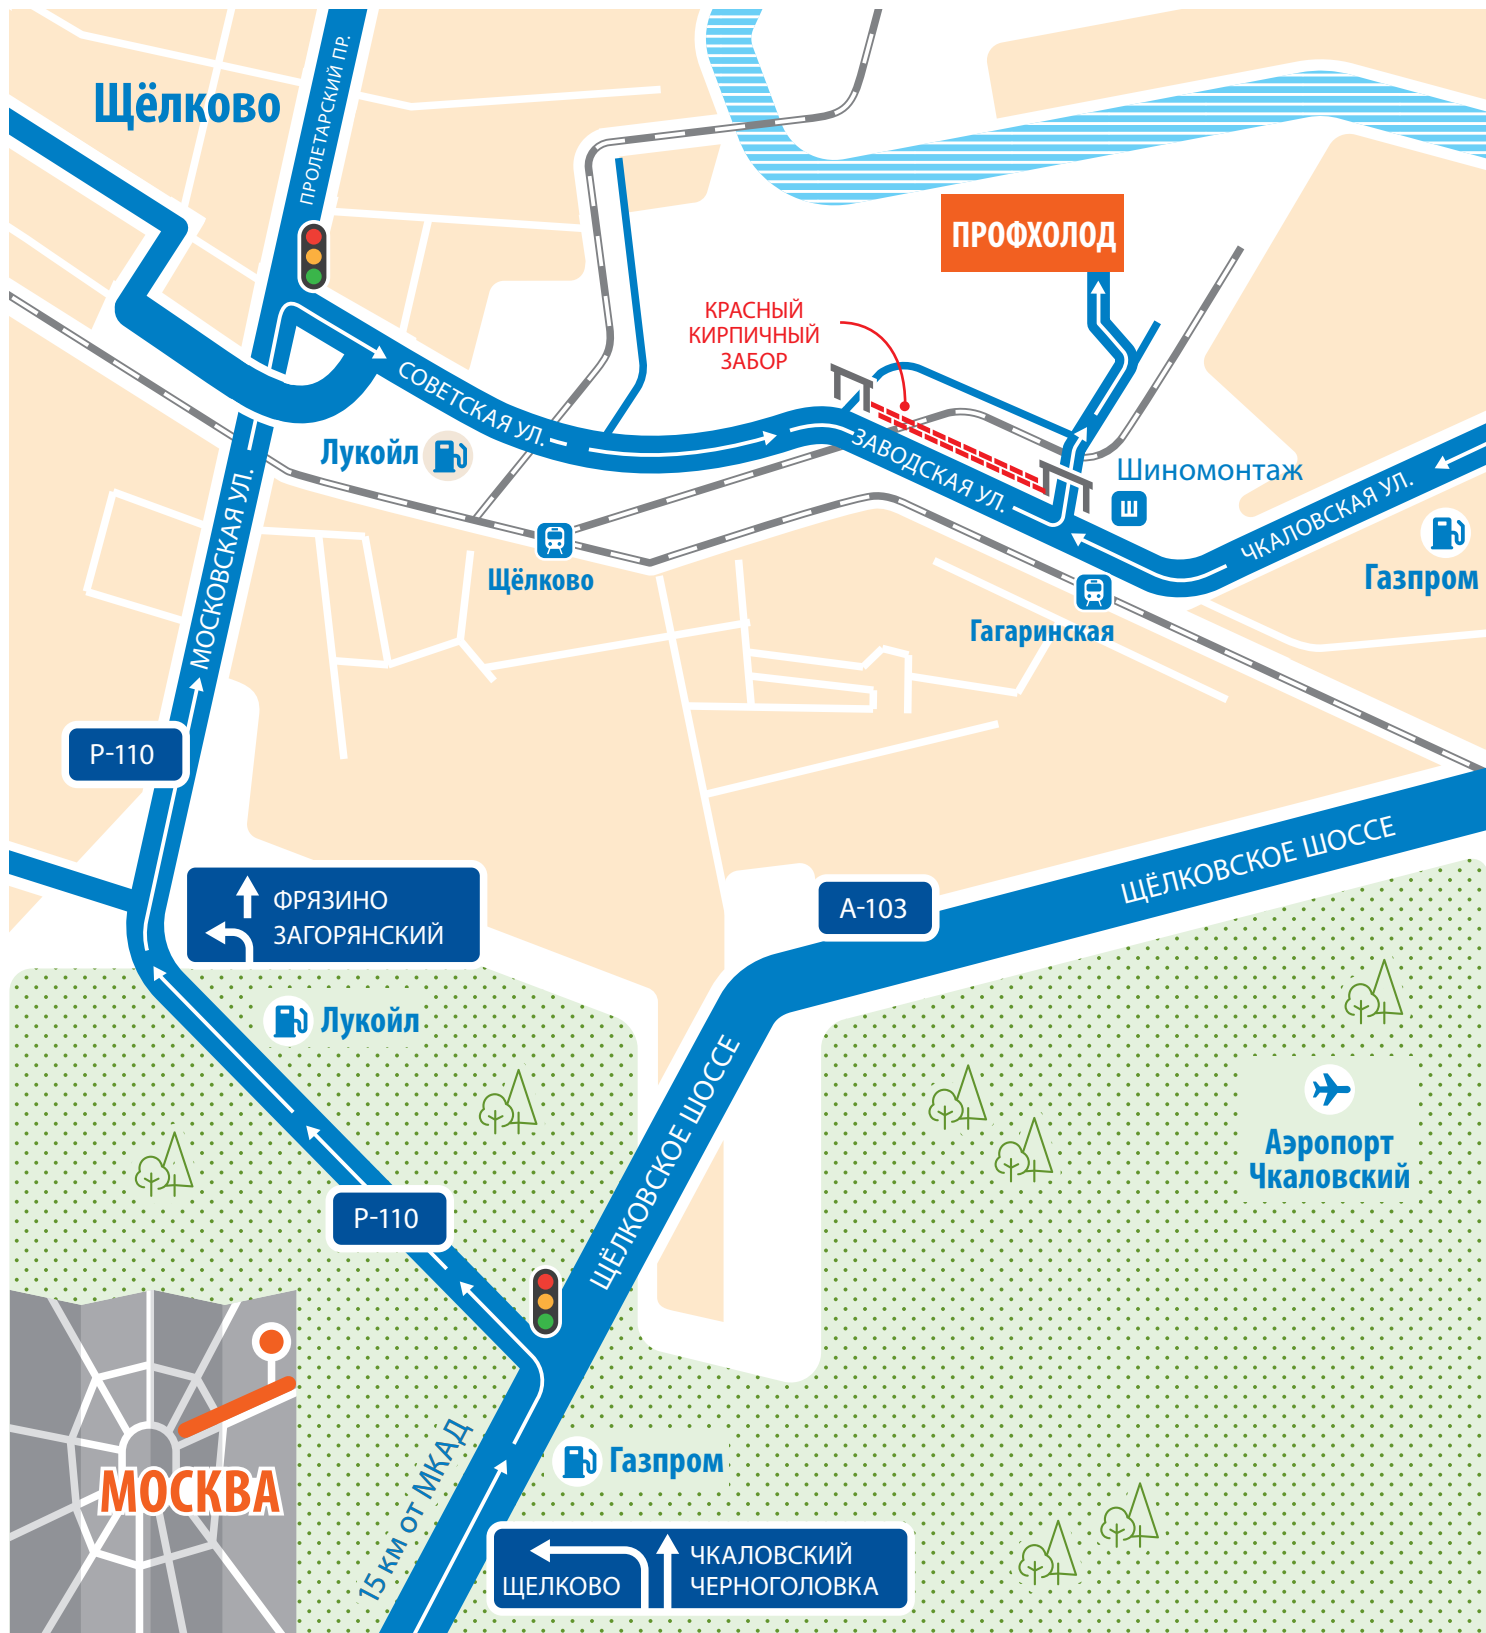 ПРОЛЕТАРСКИЙ ПР.
Щёлково
ПРОФХОЛОД
КРАСНЫЙ
КИРПИЧНЫЙ
ЗАБОР
СОВЕТСКАЯ УЛ.
Лукойл
ЗАВОДСКАЯ УЛ.
Шиномонтаж
Ш
ЧКАЛОВСКАЯ УЛ.
Газпром
Щёлково
Гагаринская
МОСКОВСКАЯ УЛ.
Р-110
ФРЯЗИНО
ЗАГОРЯНСКИЙ
А-103
ЩЁЛКОВСКОЕ ШОССЕ
Лукойл
ЩЁЛКОВСКОЕ ШОССЕ
Аэропорт
Чкаловский
Р-110
15 км от МКАД
Газпром
МОСКВА
ЩЕЛКОВО
ЧКАЛОВСКИЙ
ЧЕРНОГОЛОВКА